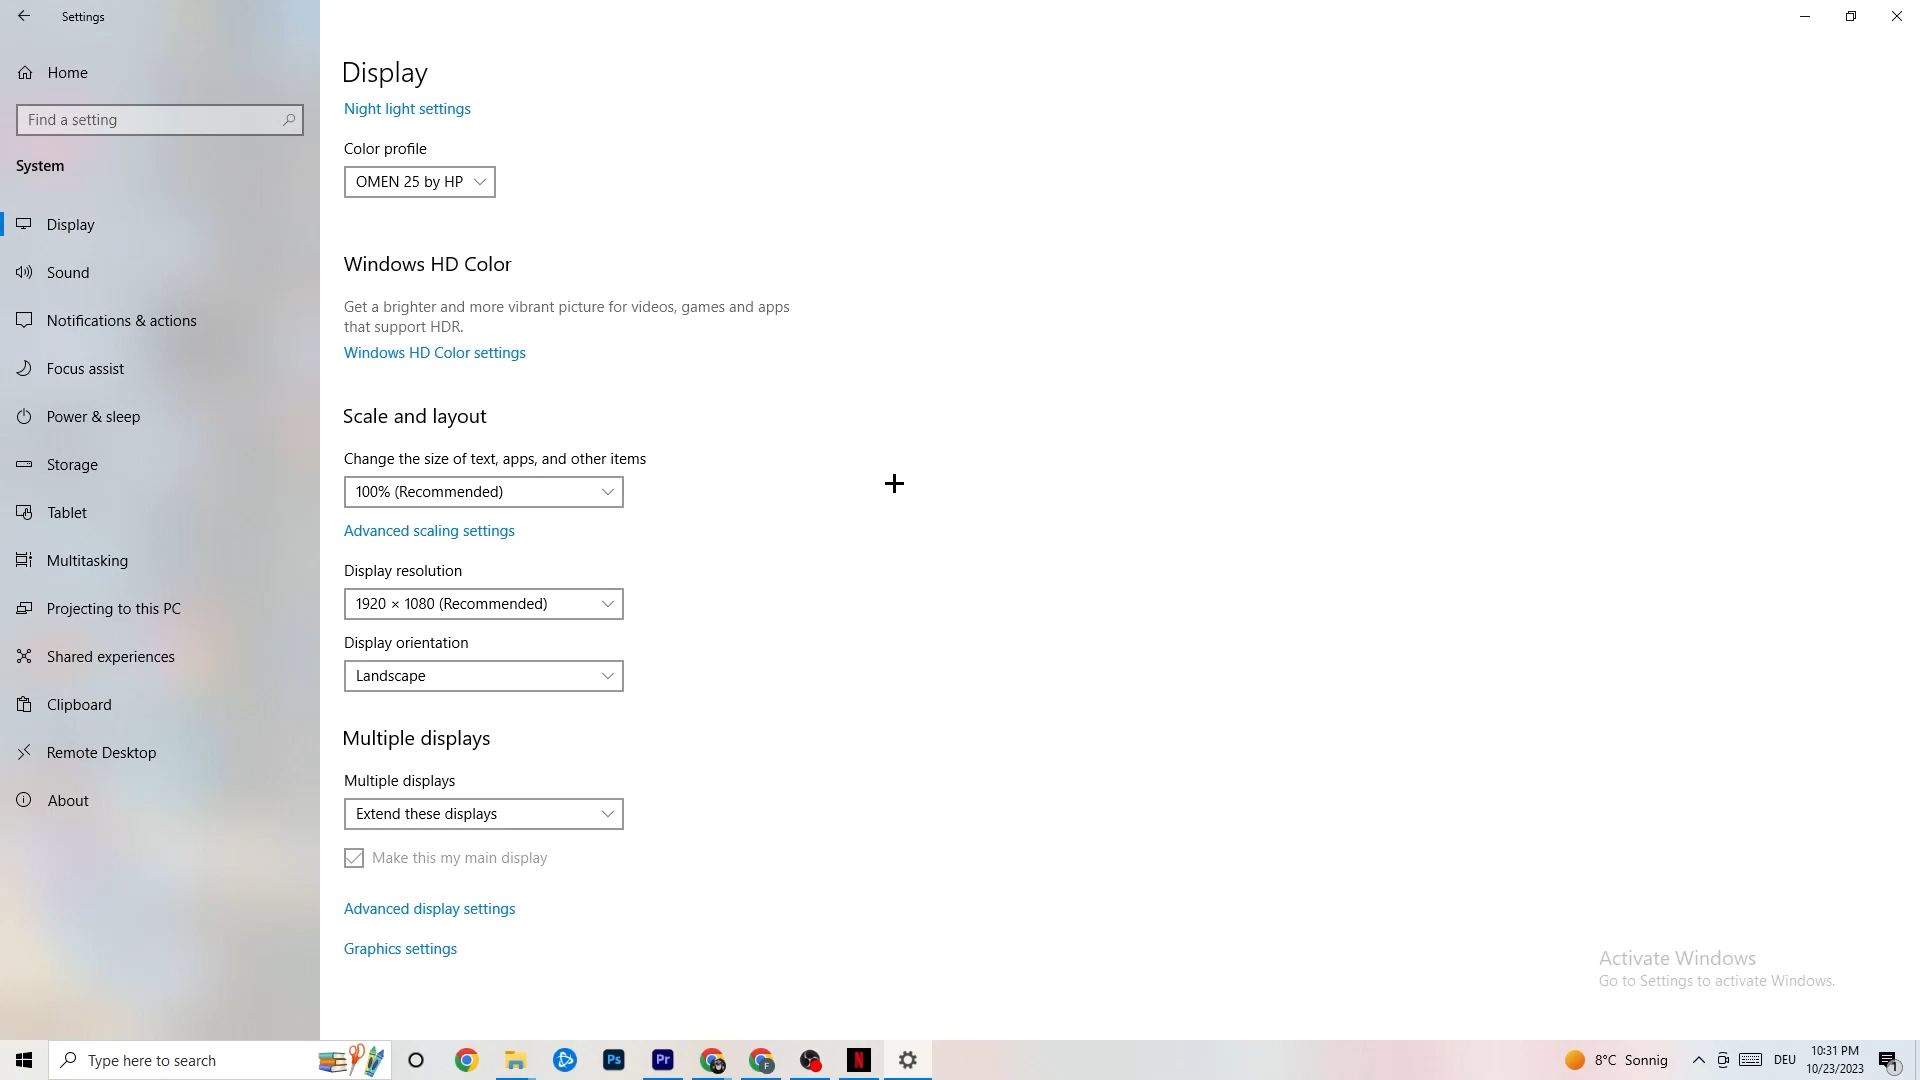 Settings
Home
Find a setting
System
Display
Sound
Notifications & actions
Focus assist
Power & sleep
Storage
Tablet
Multitasking
Projecting to this PC
Shared experiences
Clipboard
Remote Desktop
About
Display
Night light settings
Color profile
OMEN 25 by HP
Windows HD Color
Get a brighter and more vibrant picture for videos, games and apps
that support HDR.
Windows HD Color settings
Scale and layout
Change the size of text, apps, and other items
100% (Recommended)
Advanced scaling settings
Display resolution
1920 × 1080 (Recommended)
Display orientation
Landscape
Multiple displays
Multiple displays
Extend these displays
Make this my main display
Advanced display settings
Graphics settings
Activate Windows
Go to Settings to activate Windows.
Type here to search
Ps
Pr
F
N
8°C Sonnig
DEU
10:31 PM
10/23/2023
1